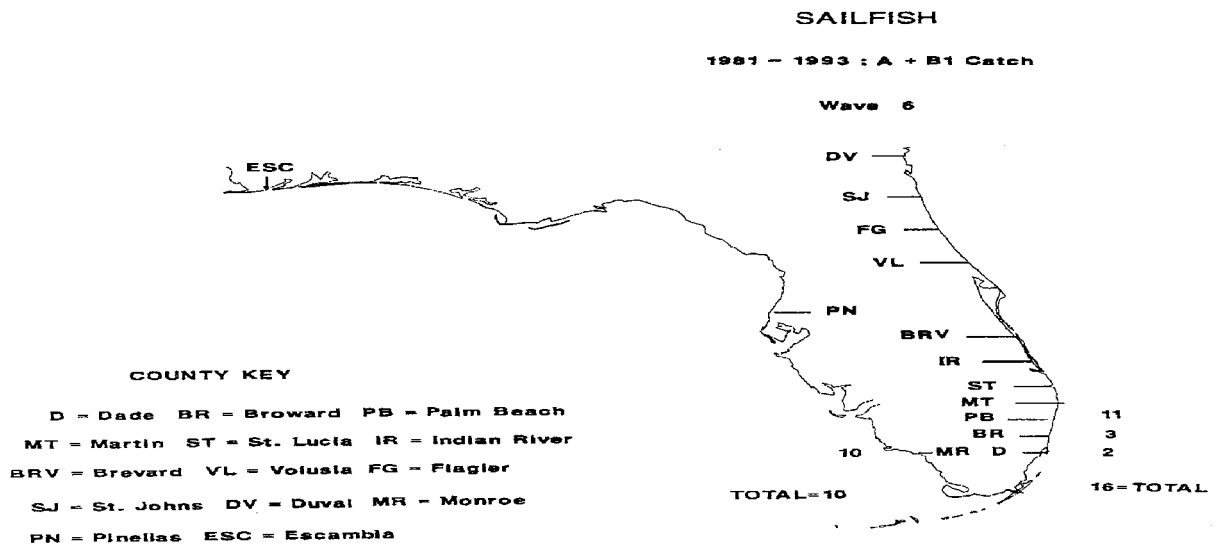 SAILFISH
1981 - 1993 : A + B1 Catch
Wave 6
ESC
DV
SJ
FG
VL
PN
BRV
IR
ST
MT
PB 11
BR 3
10 MR D 2
TOTAL=10 16=TOTAL
COUNTY KEY
D = Dade BR = Broward PB = Palm Beach
MT = Martin ST = St. Lucia IR = Indian River
BRV = Brevard VL = Volusia FG = Flagler
SJ = St. Johns DV = Duval MR = Monroe
PN = Pinellas ESC = Escambia